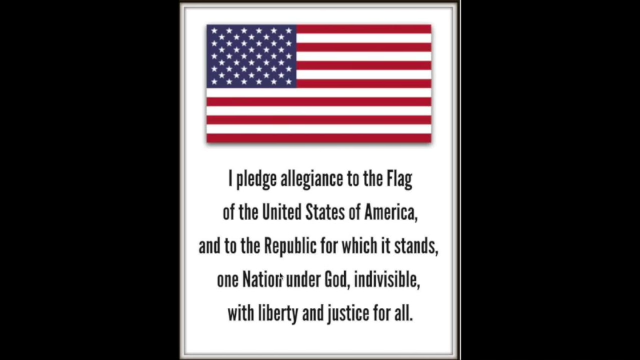 I pledge allegiance to the Flag
of the United States of America,
and to the Republic for which it stands,
one Nation under God, indivisible,
with liberty and justice for all.